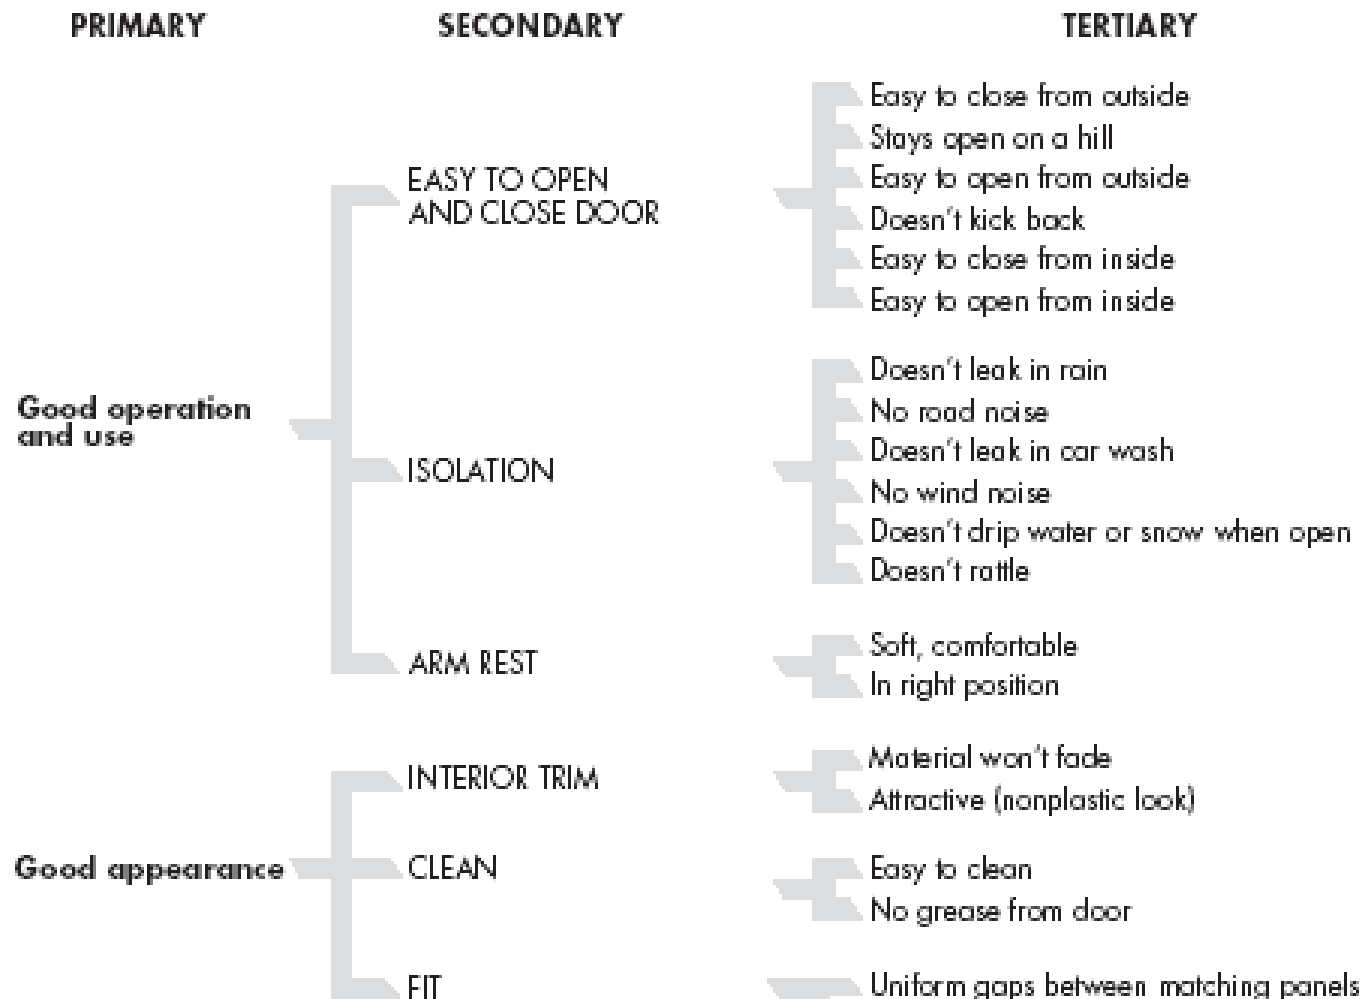 PRIMARY SECONDARY TERTIARY
Easy to close from outside
Stays open on a hill
EASY TO OPEN
AND CLOSE DOOR
Easy to open from outside
Doesn't kick back
Easy to close from inside
Easy to open from inside
Good operation
and use
ISOLATION
Doesn't leak in rain
No road noise
Doesn't leak in car wash
No wind noise
Doesn't drip water or snow when open
Doesn't rattle
ARM REST
Soft, comfortable
In right position
Good appearance
INTERIOR TRIM
Material won't fade
Attractive (nonplastic look)
CLEAN
Easy to clean
No grease from door
FIT
Uniform gaps between matching panels